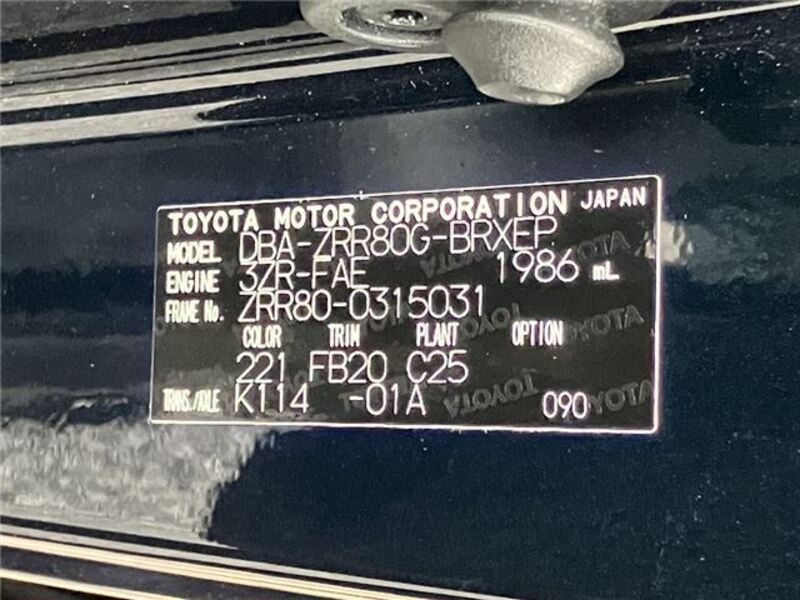 TOYOTA MOTOR CORPORATION JAPAN
MODEL DBA-ZRR80G-BRXEP
ENGINE 3ZR-FAE 1986 mL
FRAME No. ZRR80-0315031
COLOR TRIM PLANT OPTION
221 FB20 C25
TRANS./AXLE K114 -01A 090